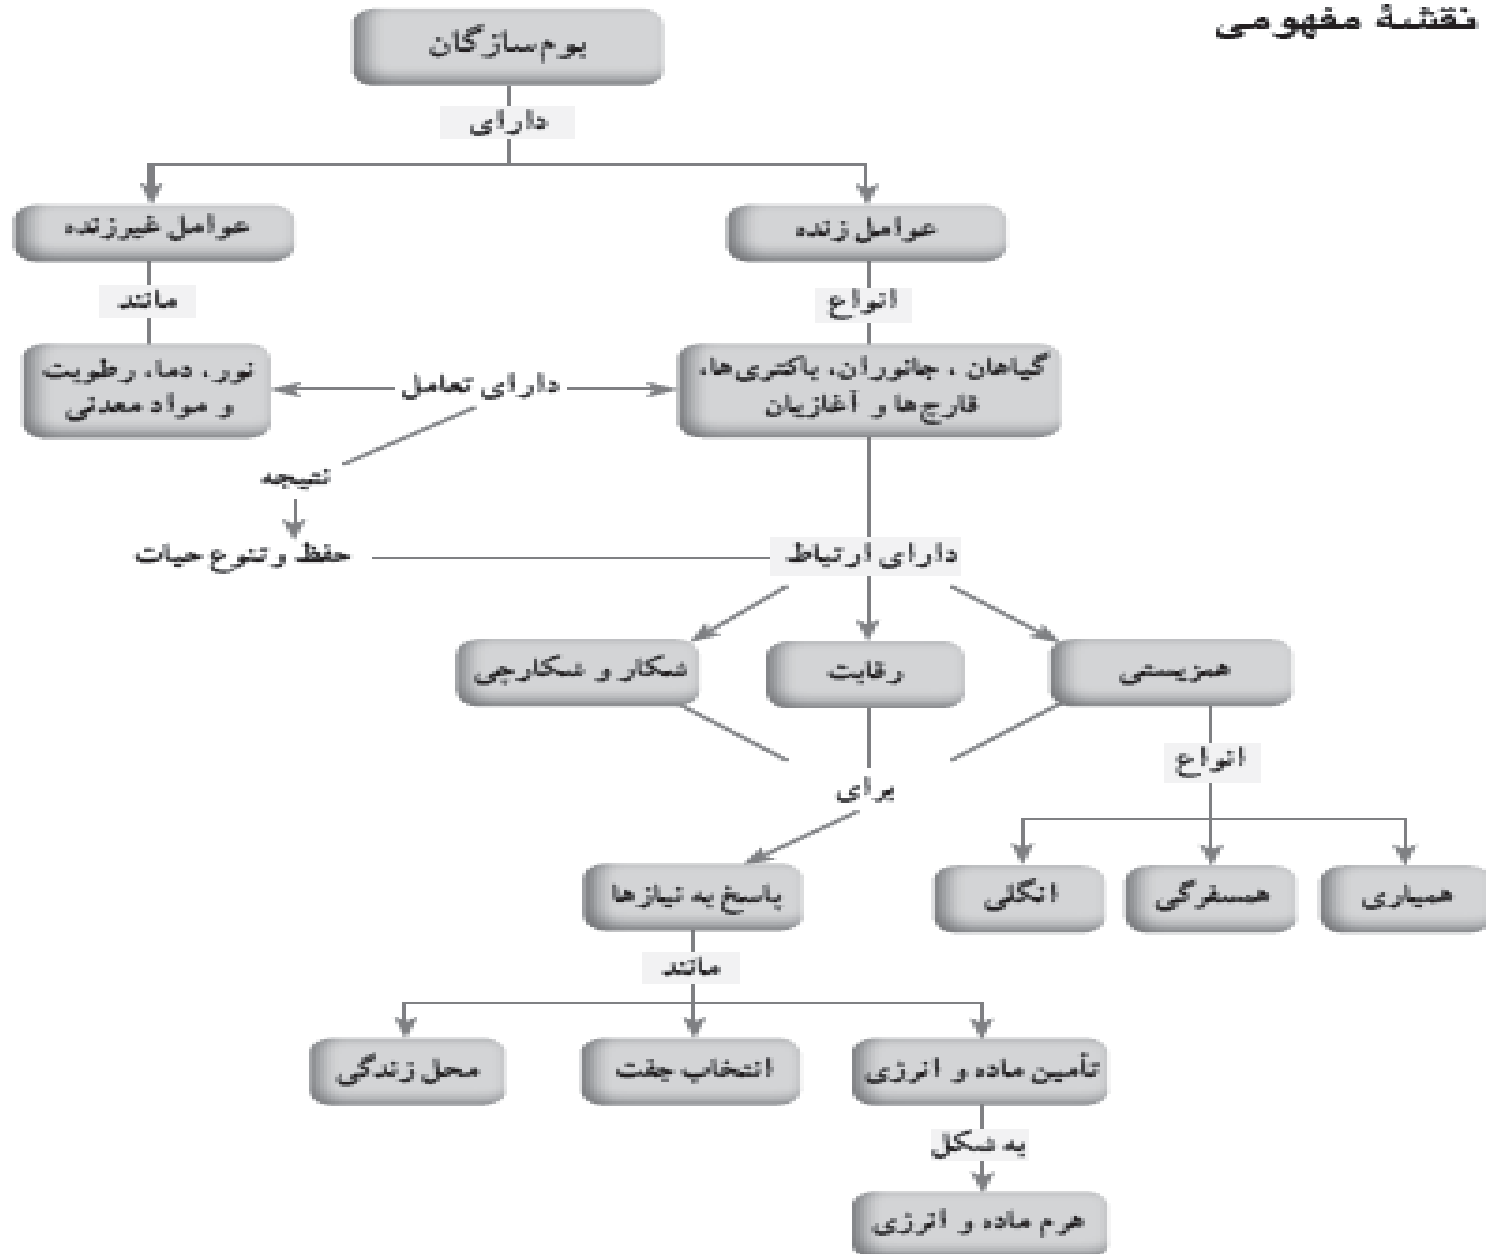 نقشهٔ مفهومی
بوم‌سازگان
دارای
عوامل زنده
عوامل غیرزنده
انواع
مانند
گیاهان ، جانوران، باکتری‌ها،
قارچ‌ها و آغازیان
دارای تعامل
نور، دما، رطوبت
و مواد معدنی
نتیجه
دارای ارتباط
حفظ و تنوع حیات
همزیستی
رقابت
شکار و شکارچی
انواع
برای
همیاری
همسفرگی
انگلی
پاسخ به نیازها
مانند
تأمین ماده و انرژی
انتخاب جفت
محل زندگی
به شکل
هرم ماده و انرژی